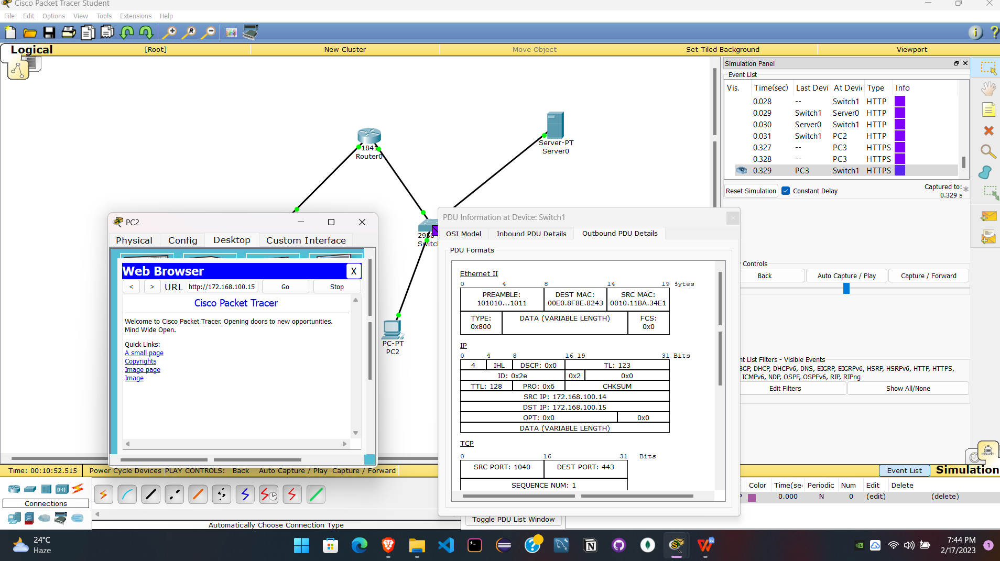 Cisco Packet Tracer Student
File Edit Options View Tools Extensions Help
Logical [Root] New Cluster Move Object Set Tiled Background Viewport
1841
Router0
Server-PT
Server0
PC-PT
PC2
Simulation Panel
Event List
Vis. Time(sec) Last Devi At Devic Type Info
0.028 -- Switch1 HTTP
0.029 Switch1 Server0 HTTP
0.030 Server0 Switch1 HTTP
0.031 Switch1 PC2 HTTP
0.327 -- PC3 HTTPS
0.328 -- PC3 HTTPS
0.329 PC3 Switch1 HTTPS
Reset Simulation Constant Delay Captured to:
0.329 s
Controls
Back Auto Capture / Play Capture / Forward
nt List Filters - Visible Events
BGP, DHCP, DHCPv6, DNS, EIGRP, EIGRPv6, HSRP, HSRPv6, HTTP, HTTPS,
ICMPv6, NDP, OSPF, OSPFv6, RIP, RIPng
Edit Filters Show All/None
PC2
Physical Config Desktop Custom Interface
Web Browser X
< > URL http://172.168.100.15 Go Stop
Cisco Packet Tracer
Welcome to Cisco Packet Tracer. Opening doors to new opportunities.
Mind Wide Open.
Quick Links:
A small page
Copyrights
Image page
Image
PDU Information at Device: Switch1
OSI Model Inbound PDU Details Outbound PDU Details
PDU Formats
Ethernet II
0 4 8 14 19 Bytes
PREAMBLE:
101010...1011
DEST MAC:
00E0.8F8E.8243
SRC MAC:
0010.11BA.34E1
TYPE:
0x800
DATA (VARIABLE LENGTH)
FCS:
0x0
IP
0 4 8 16 19 31 Bits
4 IHL DSCP: 0x0 TL: 123
ID: 0x2e 0x2 0x0
TTL: 128 PRO: 0x6 CHKSUM
SRC IP: 172.168.100.14
DST IP: 172.168.100.15
OPT: 0x0 0x0
DATA (VARIABLE LENGTH)
TCP
0 16 31 Bits
SRC PORT: 1040 DEST PORT: 443
SEQUENCE NUM: 1
Time: 00:10:52.515 Power Cycle Devices PLAY CONTROLS: Back Auto Capture / Play Capture / Forward
Event List Simulation
Connections
Automatically Choose Connection Type
Toggle PDU List Window
Color Time(sec Periodic Num Edit Delete
0.000 N 0 (edit) (delete)
24°C
Haze
7:44 PM
2/17/2023
1